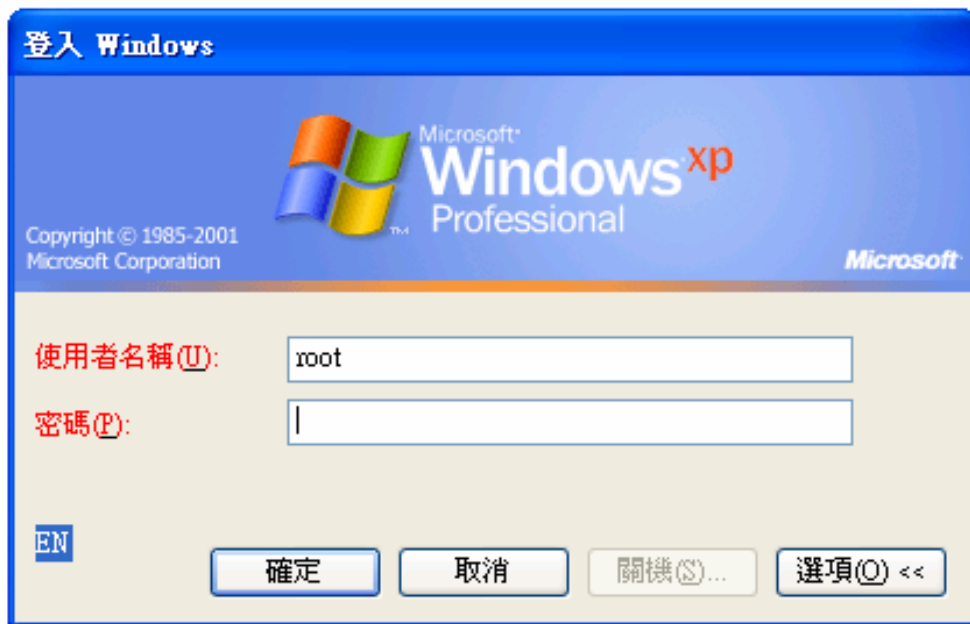 登入 Windows
Microsoft®
Windows xp
Professional
TM
Copyright © 1985-2001
Microsoft Corporation
Microsoft®
使用者名稱(U): root
密碼(P):
EN
確定 取消 關機(S)... 選項(O) <<